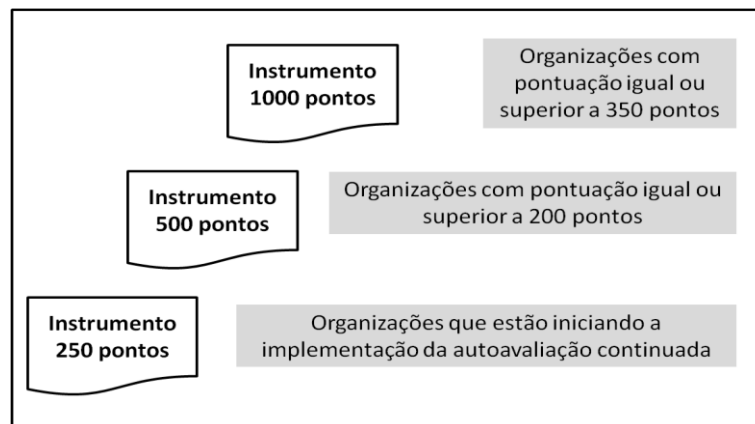 Instrumento
1000 pontos
Organizações com
pontuação igual ou
superior a 350 pontos
Instrumento
500 pontos
Organizações com pontuação igual ou
superior a 200 pontos
Instrumento
250 pontos
Organizações que estão iniciando a
implementação da autoavaliação continuada